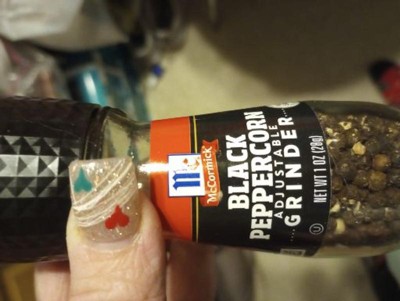 McCormick
BLACK
PEPPERCORN
ADJUSTABLE
GRINDER
NET WT 1 OZ (28g)